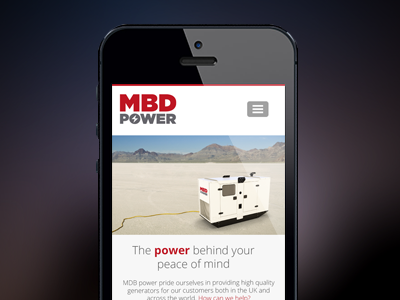 MBD
POWER
MBD
The power behind your
peace of mind
MDB power pride ourselves in providing high quality
generators for our customers both in the UK and
across the world. How can we help?